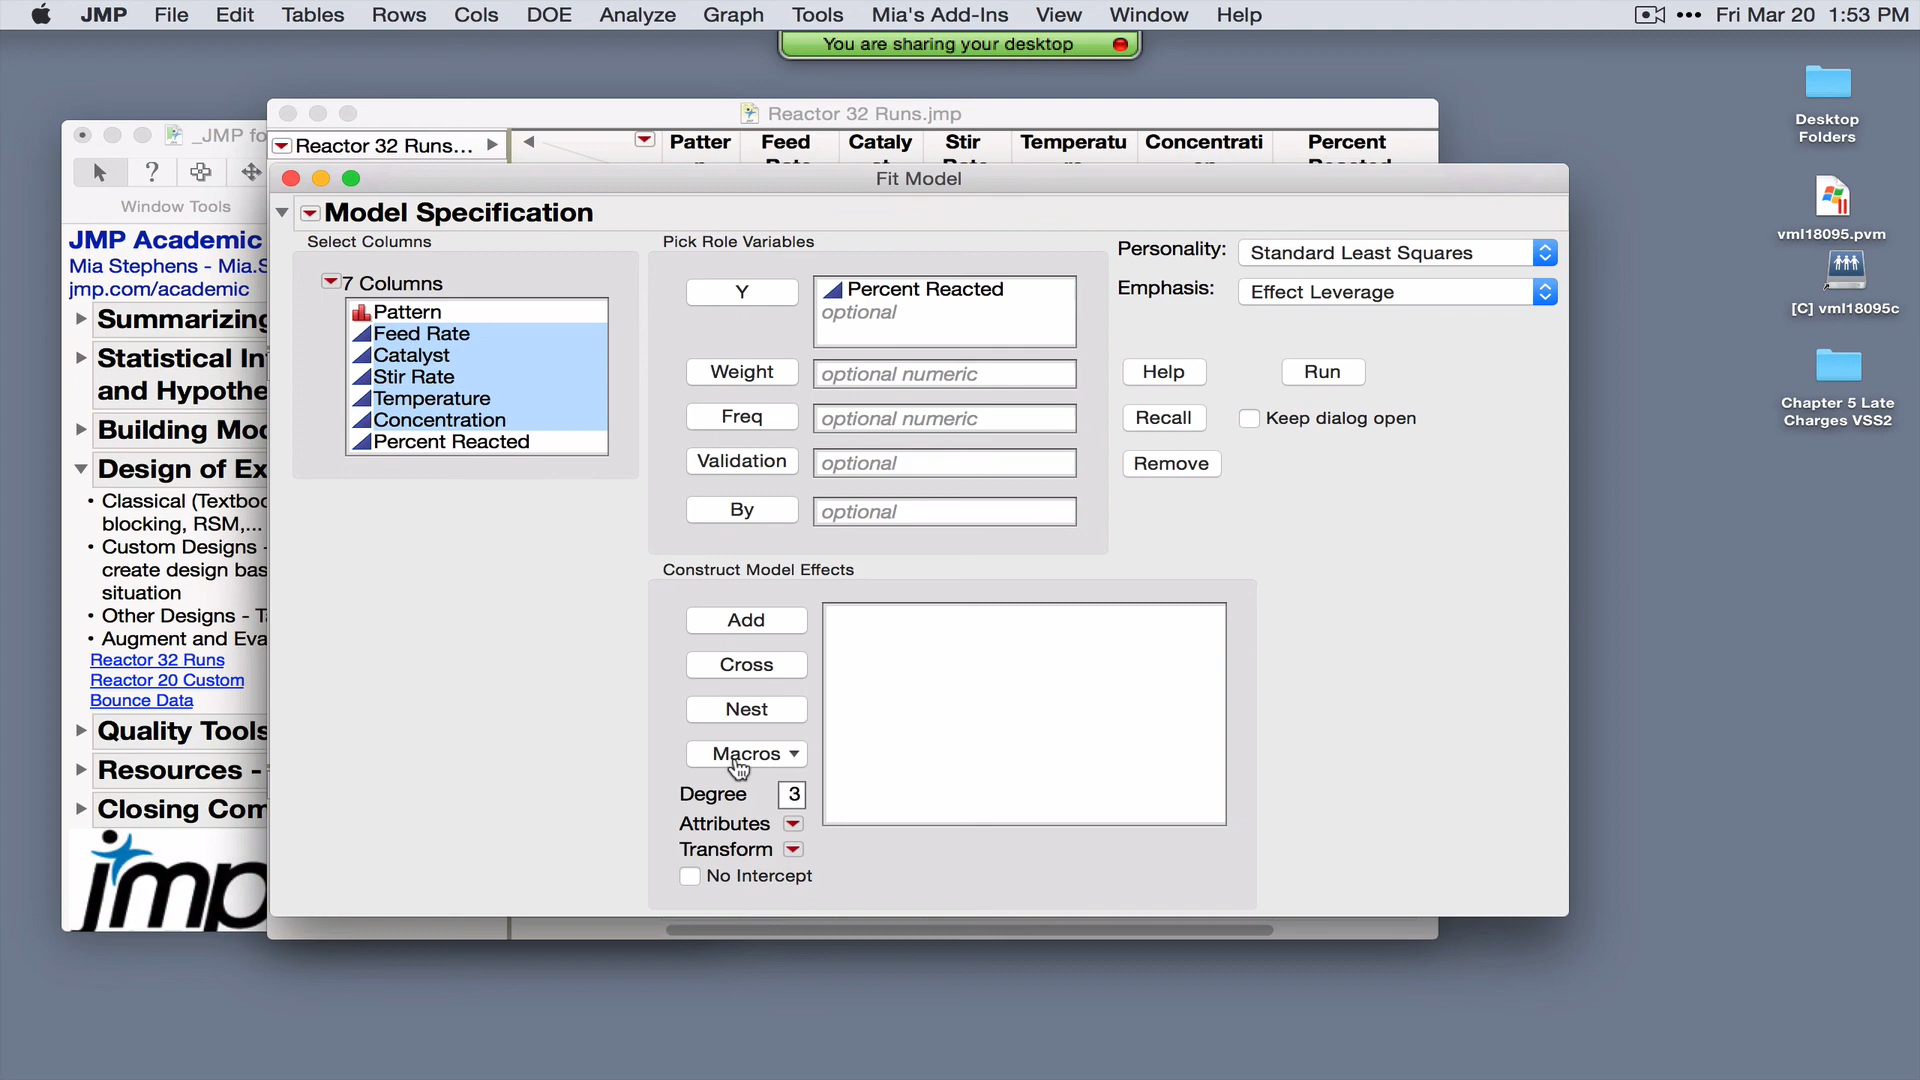 JMP File Edit Tables Rows Cols DOE Analyze Graph Tools Mia's Add-Ins View Window Help Fri Mar 20 1:53 PM
You are sharing your desktop
Desktop
Folders
vml18095.pvm
[C] vml18095c
Chapter 5 Late
Charges VSS2
_JMP fo
Window Tools
JMP Academic
Mia Stephens - Mia.S
jmp.com/academic
Summarizing
Statistical In
and Hypothe
Building Moc
Design of Ex
• Classical (Textboo
blocking, RSM,...
• Custom Designs -
create design bas
situation
• Other Designs - Ta
• Augment and Eva
Reactor 32 Runs
Reactor 20 Custom
Bounce Data
Quality Tools
Resources -
Closing Com
jmp
Reactor 32 Runs.jmp
Reactor 32 Runs...
Patter Feed Cataly Stir Temperatu Concentrati Percent
Fit Model
Model Specification
Select Columns
7 Columns
Pattern
Feed Rate
Catalyst
Stir Rate
Temperature
Concentration
Percent Reacted
Pick Role Variables
Y
Percent Reacted
optional
Weight optional numeric
Freq optional numeric
Validation optional
By optional
Personality: Standard Least Squares
Emphasis: Effect Leverage
Help Run
Recall Keep dialog open
Remove
Construct Model Effects
Add
Cross
Nest
Macros
Degree 3
Attributes
Transform
No Intercept